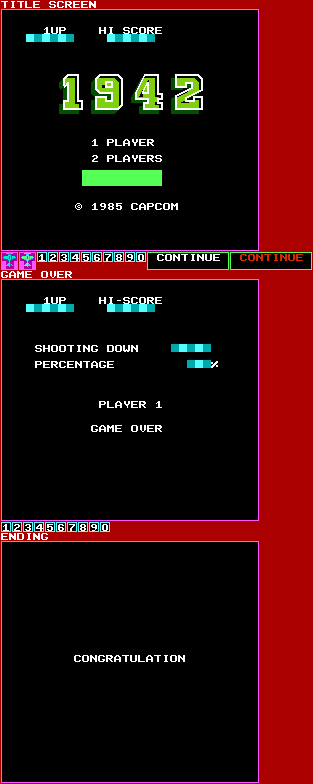 TITLE SCREEN
1UP HI SCORE
1942
1 PLAYER
2 PLAYERS
© 1985 CAPCOM
1234567890 CONTINUE CONTINUE
GAME OVER
1UP HI-SCORE
SHOOTING DOWN
PERCENTAGE %
PLAYER 1
GAME OVER
1234567890
ENDING
CONGRATULATION